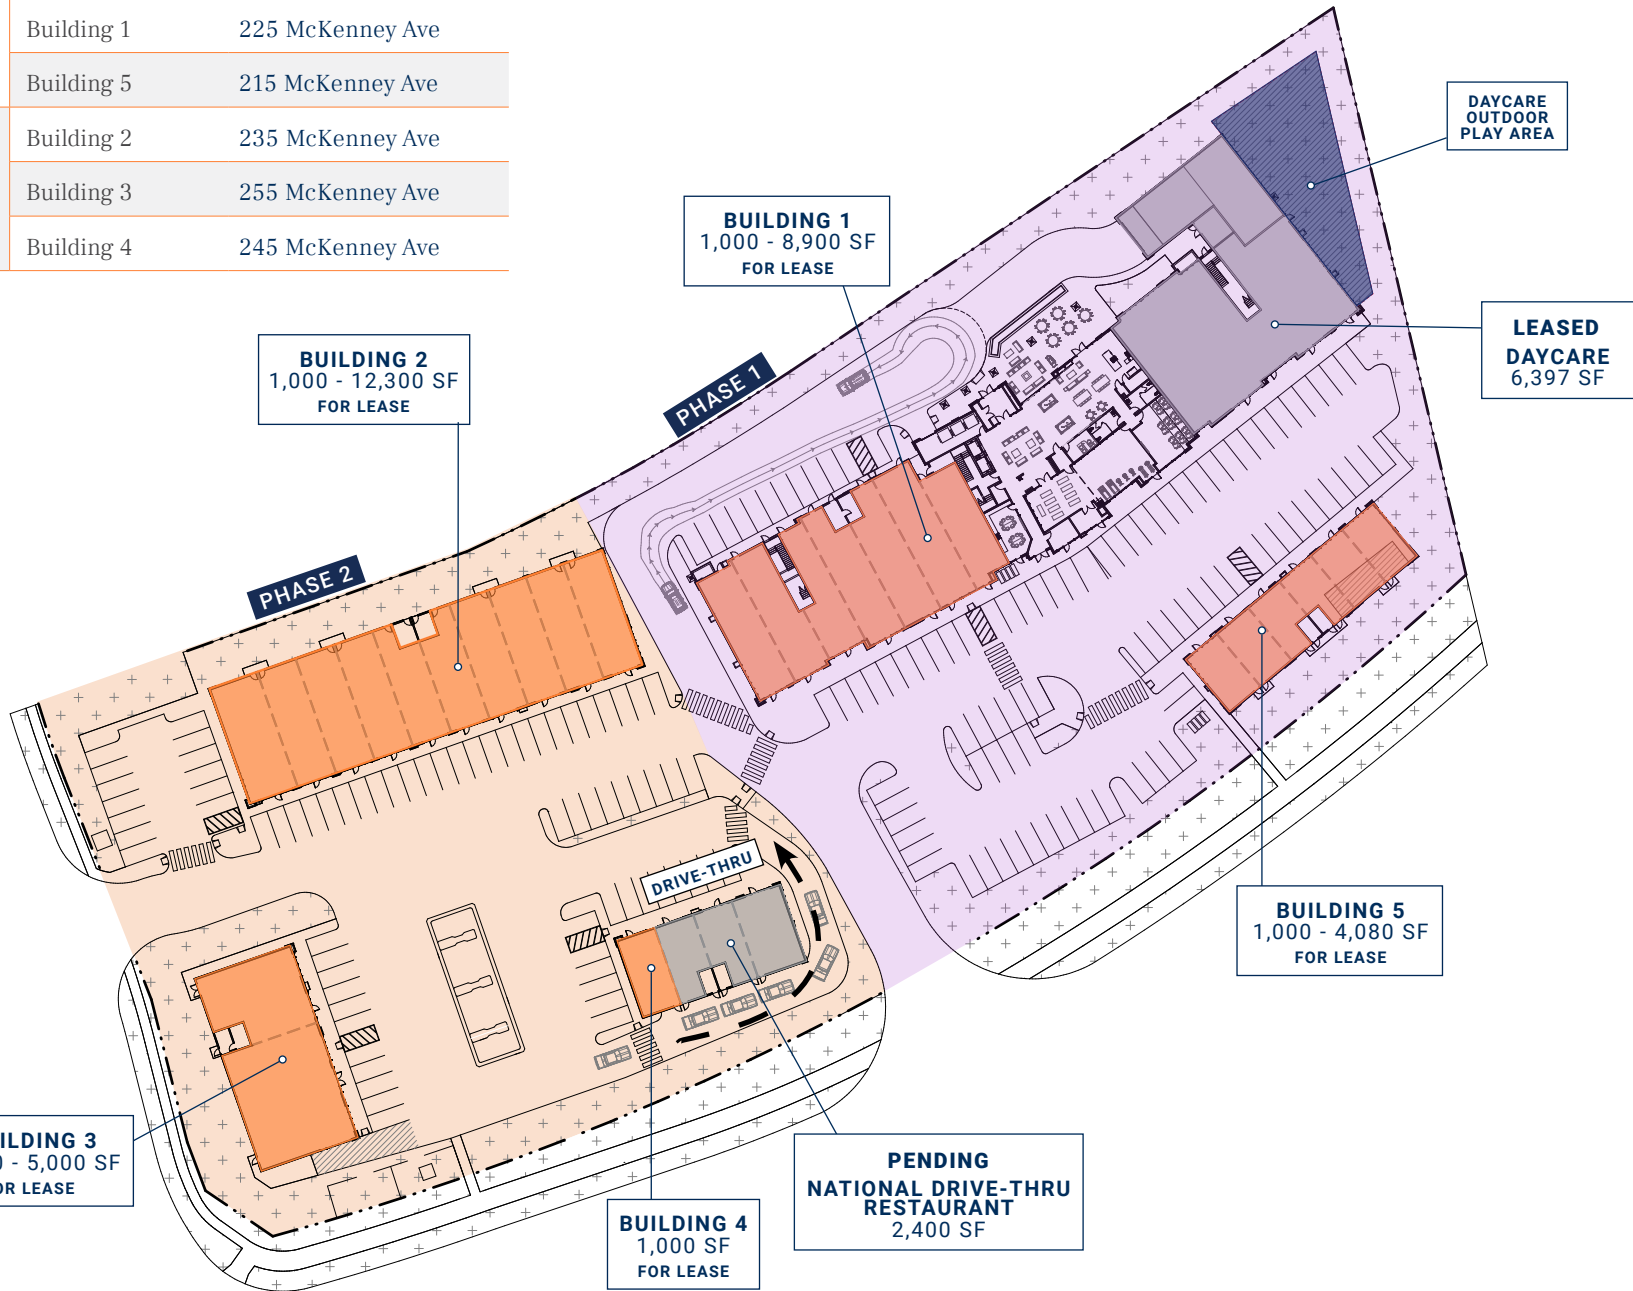 Building 1 225 McKenney Ave
Building 5 215 McKenney Ave
Building 2 235 McKenney Ave
Building 3 255 McKenney Ave
Building 4 245 McKenney Ave
DAYCARE
OUTDOOR
PLAY AREA
BUILDING 1
1,000 - 8,900 SF
FOR LEASE
LEASED
DAYCARE
6,397 SF
BUILDING 2
1,000 - 12,300 SF
FOR LEASE
PHASE 1
PHASE 2
DRIVE-THRU
BUILDING 5
1,000 - 4,080 SF
FOR LEASE
ILDING 3
- 5,000 SF
OR LEASE
PENDING
NATIONAL DRIVE-THRU
RESTAURANT
2,400 SF
BUILDING 4
1,000 SF
FOR LEASE